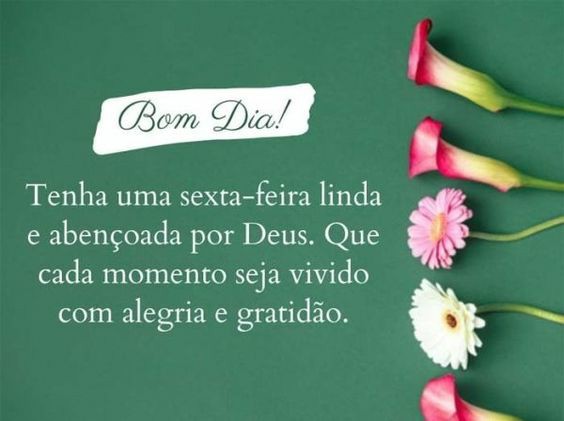 Bom Dia!
Tenha uma sexta-feira linda
e abençoada por Deus. Que
cada momento seja vivido
com alegria e gratidão.